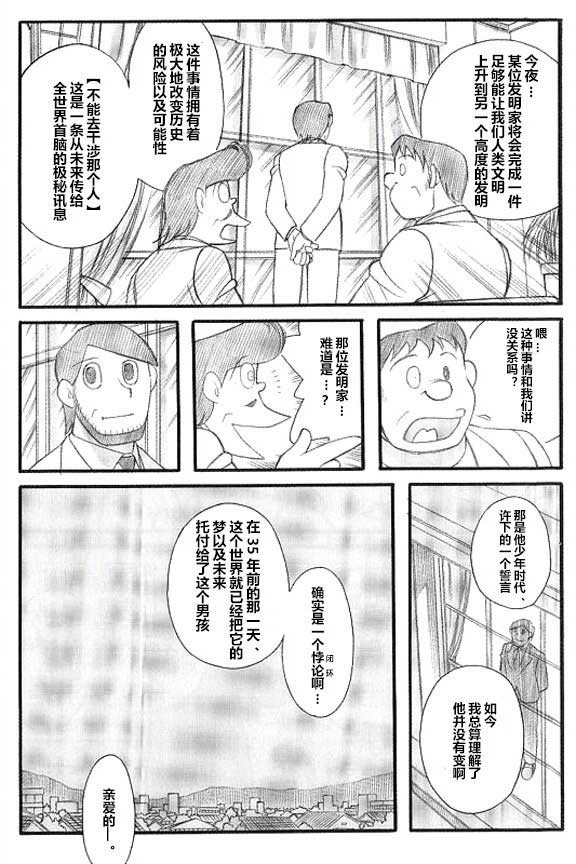 今夜…
某位发明家将会完成一件
足够能让我们人类文明
上升到另一个高度的发明
这件事情拥有着
极大地改变历史
的风险以及可能性
【不能去干涉那个人】
这是一条从未来传给
全世界首脑的极秘讯息
喂…
这种事情和我们讲
没关系吗？
那位发明家…
难道是…？
那是他少年时代、
许下的一个誓言
如今
我总算理解了
他并没有变啊
确实是一个悖论啊…
闭环
在35年前的那一天、
这个世界就已经把它的
梦以及未来
托付给了这个男孩
亲爱的—。